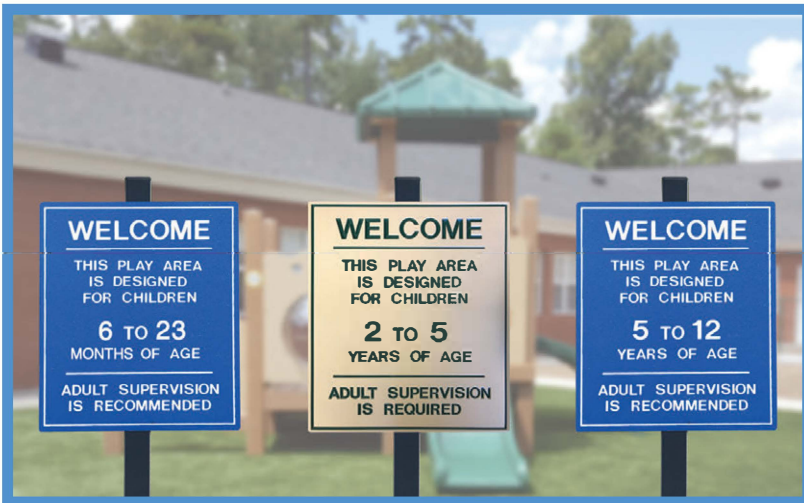 WELCOME
THIS PLAY AREA
IS DESIGNED
FOR CHILDREN
6 TO 23
MONTHS OF AGE
ADULT SUPERVISION
IS RECOMMENDED
WELCOME
THIS PLAY AREA
IS DESIGNED
FOR CHILDREN
2 TO 5
YEARS OF AGE
ADULT SUPERVISION
IS REQUIRED
WELCOME
THIS PLAY AREA
IS DESIGNED
FOR CHILDREN
5 TO 12
YEARS OF AGE
ADULT SUPERVISION
IS RECOMMENDED